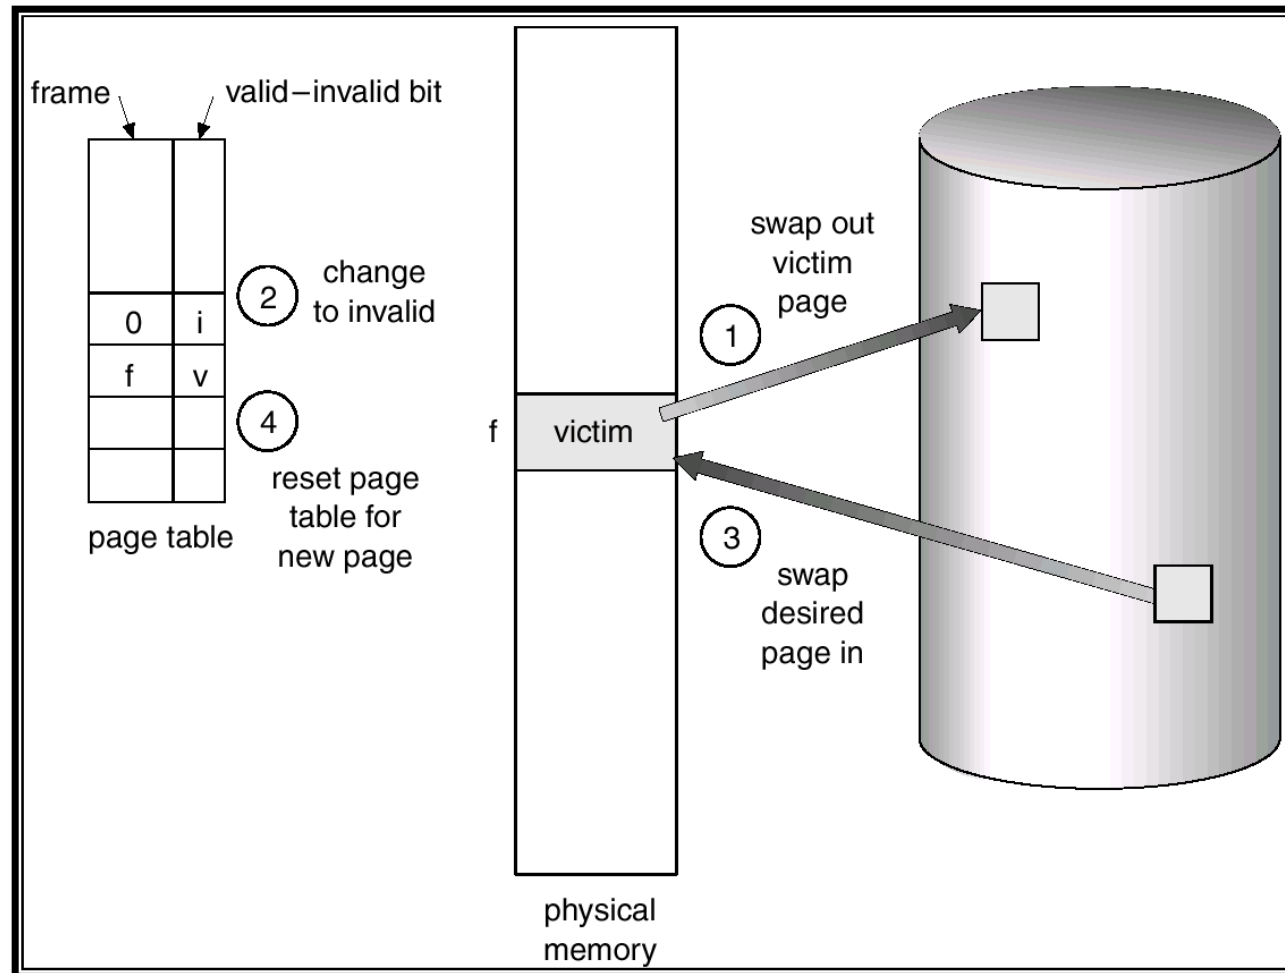 frame
valid–invalid bit
0 i
f v
2
change
to invalid
4
reset page
table for
new page
page table
f
victim
physical
memory
1
swap out
victim
page
3
swap
desired
page in